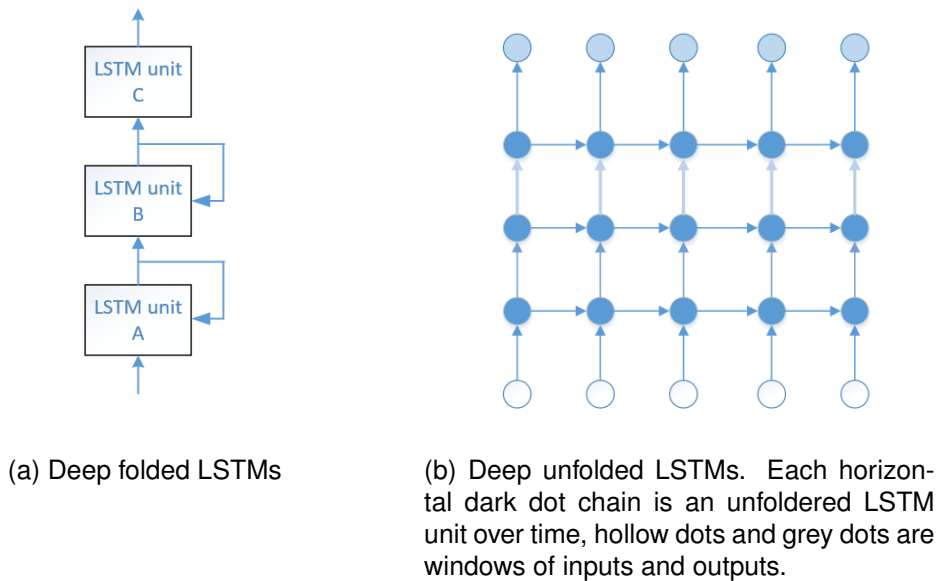 LSTM unit
C
LSTM unit
B
LSTM unit
A
(a) Deep folded LSTMs
(b) Deep unfolded LSTMs. Each horizon-
tal dark dot chain is an unfoldered LSTM
unit over time, hollow dots and grey dots are
windows of inputs and outputs.